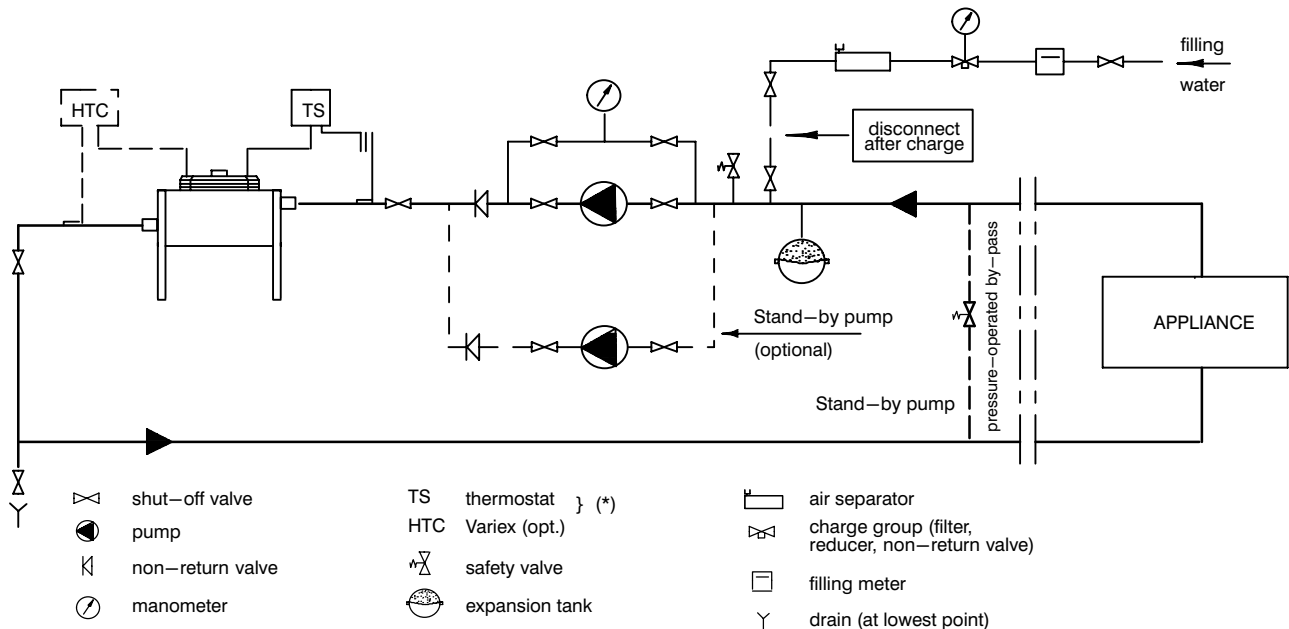 filling
water
HTC
TS
disconnect
after charge
Stand—by pump
(optional)
pressure—operated by—pass
APPLIANCE
Stand—by pump
shut—off valve
pump
non—return valve
manometer
TS thermostat } (*)
HTC Variex (opt.)
safety valve
expansion tank
air separator
charge group (filter,
reducer, non—return valve)
filling meter
drain (at lowest point)